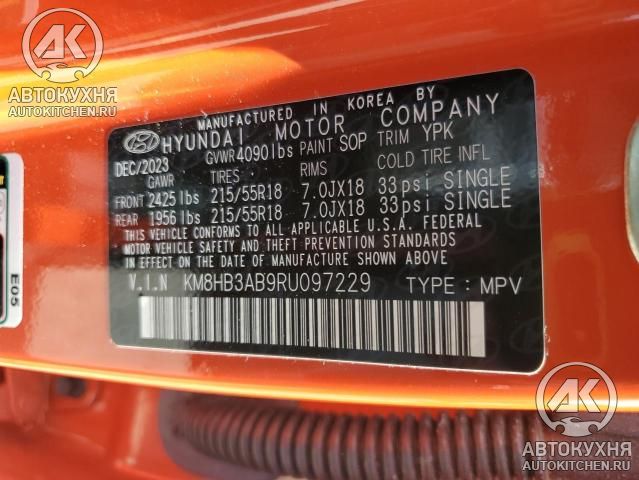 АК
АВТОКУХНЯ
AUTOKITCHEN.RU
MANUFACTURED IN KOREA BY
HYUNDAI MOTOR COMPANY
DEC/2023 GVWR 4090 lbs PAINT SOP TRIM YPK
GAWR TIRES RIMS COLD TIRE INFL
FRONT 2425 lbs 215/55R18 7.0JX18 33 psi SINGLE
REAR 1956 lbs 215/55R18 7.0JX18 33 psi SINGLE
THIS VEHICLE CONFORMS TO ALL APPLICABLE U.S.A. FEDERAL
MOTOR VEHICLE SAFETY AND THEFT PREVENTION STANDARDS
IN EFFECT ON THE DATE OF MANUFACTURE SHOWN ABOVE
V.I.N KM8HB3AB9RU097229 TYPE : MPV
E05
АК
АВТОКУХНЯ
AUTOKITCHEN.RU